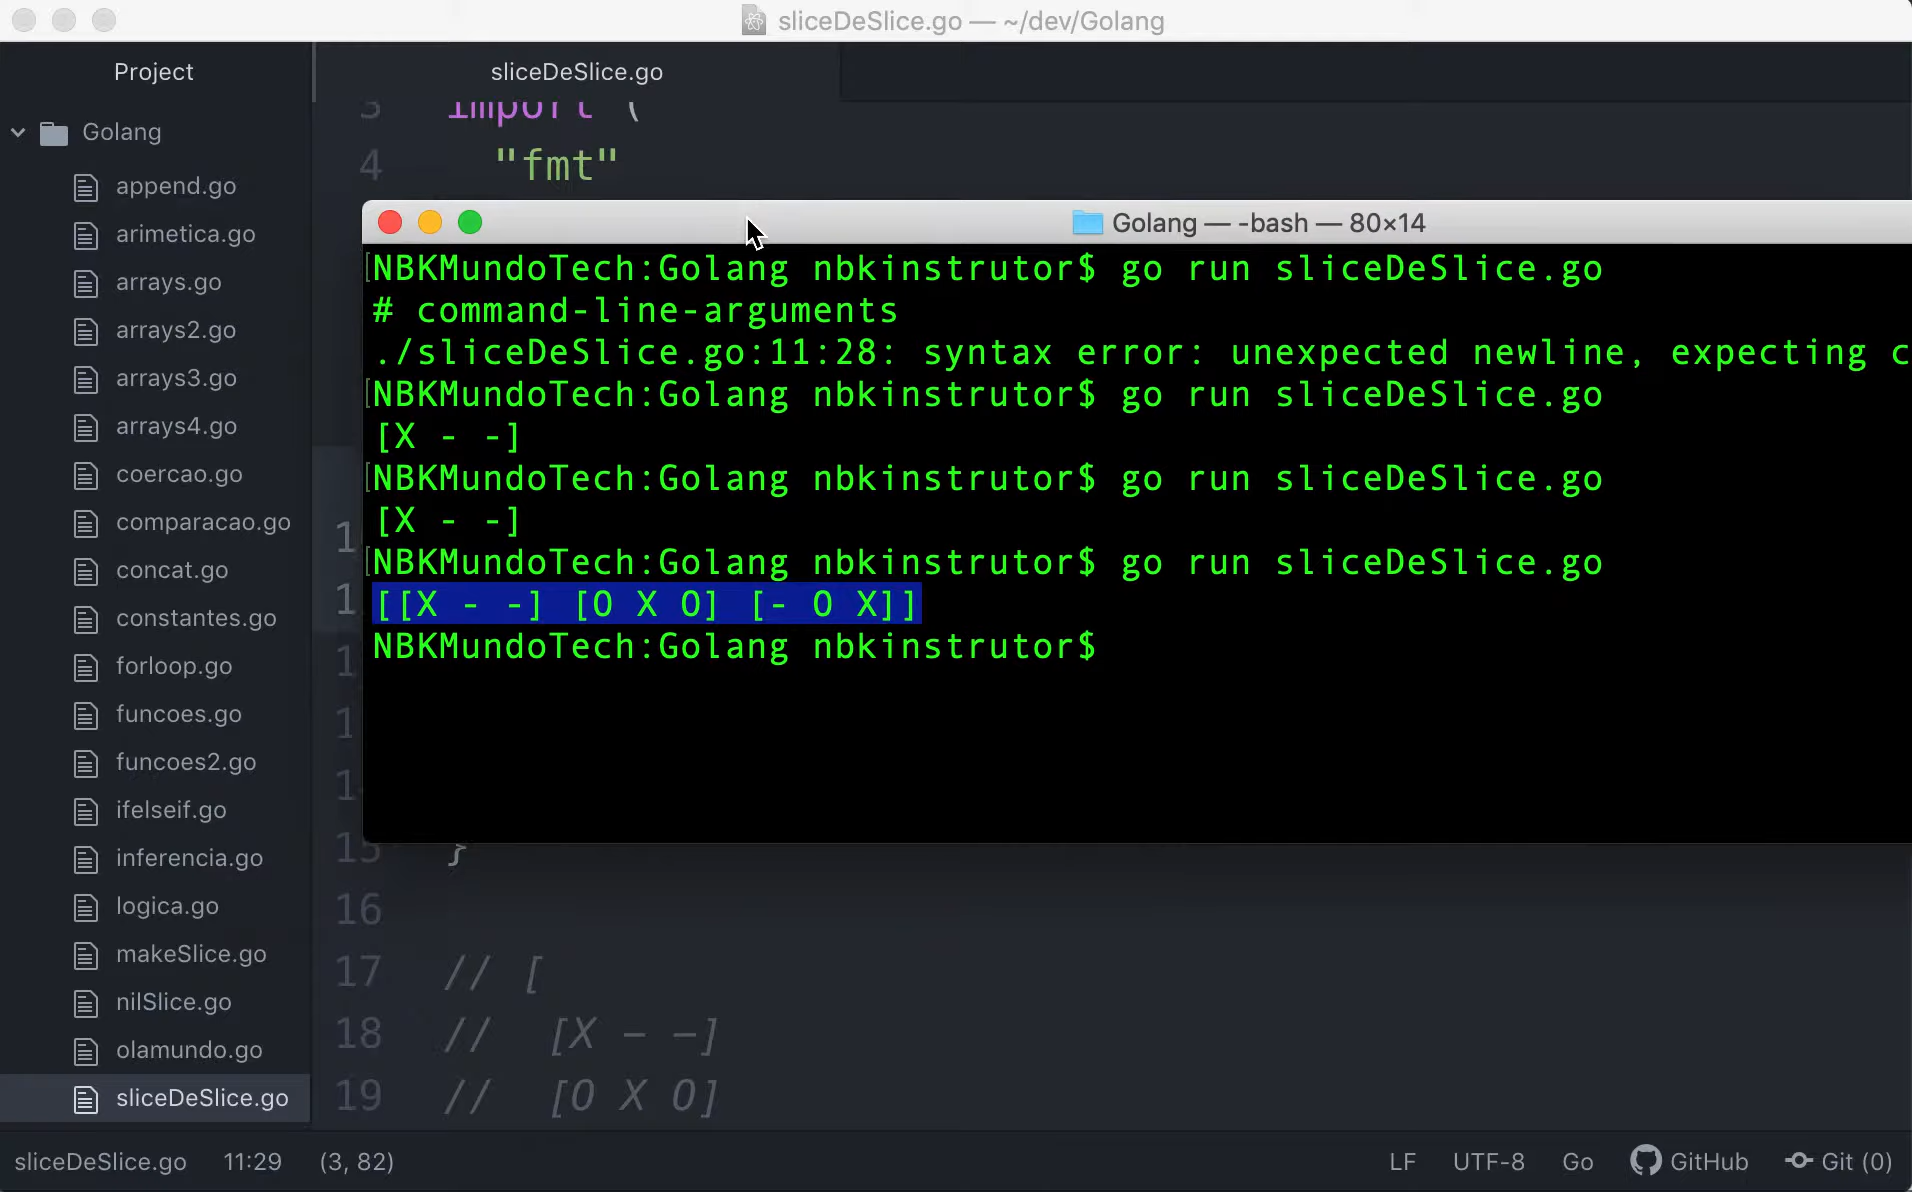 sliceDeSlice.go — ~/dev/Golang
Project
Golang
append.go
arimetica.go
arrays.go
arrays2.go
arrays3.go
arrays4.go
coercao.go
comparacao.go
concat.go
constantes.go
forloop.go
funcoes.go
funcoes2.go
ifelseif.go
inferencia.go
logica.go
makeSlice.go
nilSlice.go
olamundo.go
sliceDeSlice.go
sliceDeSlice.go
3 import (
4 "fmt"
Golang — -bash — 80×14
[NBKMundoTech:Golang nbkinstrutor$ go run sliceDeSlice.go
# command-line-arguments
./sliceDeSlice.go:11:28: syntax error: unexpected newline, expecting c
[NBKMundoTech:Golang nbkinstrutor$ go run sliceDeSlice.go
[X - -]
[NBKMundoTech:Golang nbkinstrutor$ go run sliceDeSlice.go
[X - -]
[NBKMundoTech:Golang nbkinstrutor$ go run sliceDeSlice.go
[[X - -] [O X O] [- O X]]
NBKMundoTech:Golang nbkinstrutor$
15 }
16
17 // [
18 // [X - -]
19 // [O X O]
sliceDeSlice.go 11:29 (3, 82)
LF UTF-8 Go GitHub Git (0)